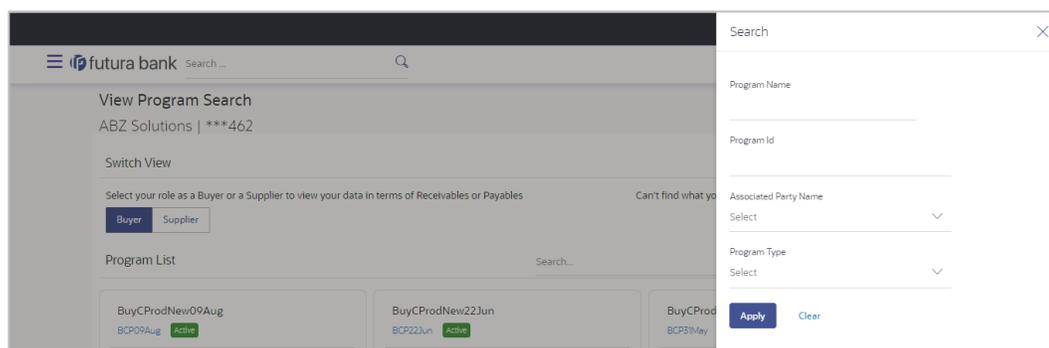 futura bank
Search ...
View Program Search
ABZ Solutions | ***462
Switch View
Select your role as a Buyer or a Supplier to view your data in terms of Receivables or Payables
Can't find what yo
Buyer
Supplier
Program List
Search...
BuyCProdNew09Aug
BCP09Aug
Active
BuyCProdNew22Jun
BCP22Jun
Active
BuyCProd
BCP31May
Search
Program Name
Program Id
Associated Party Name
Select
Program Type
Select
Apply
Clear